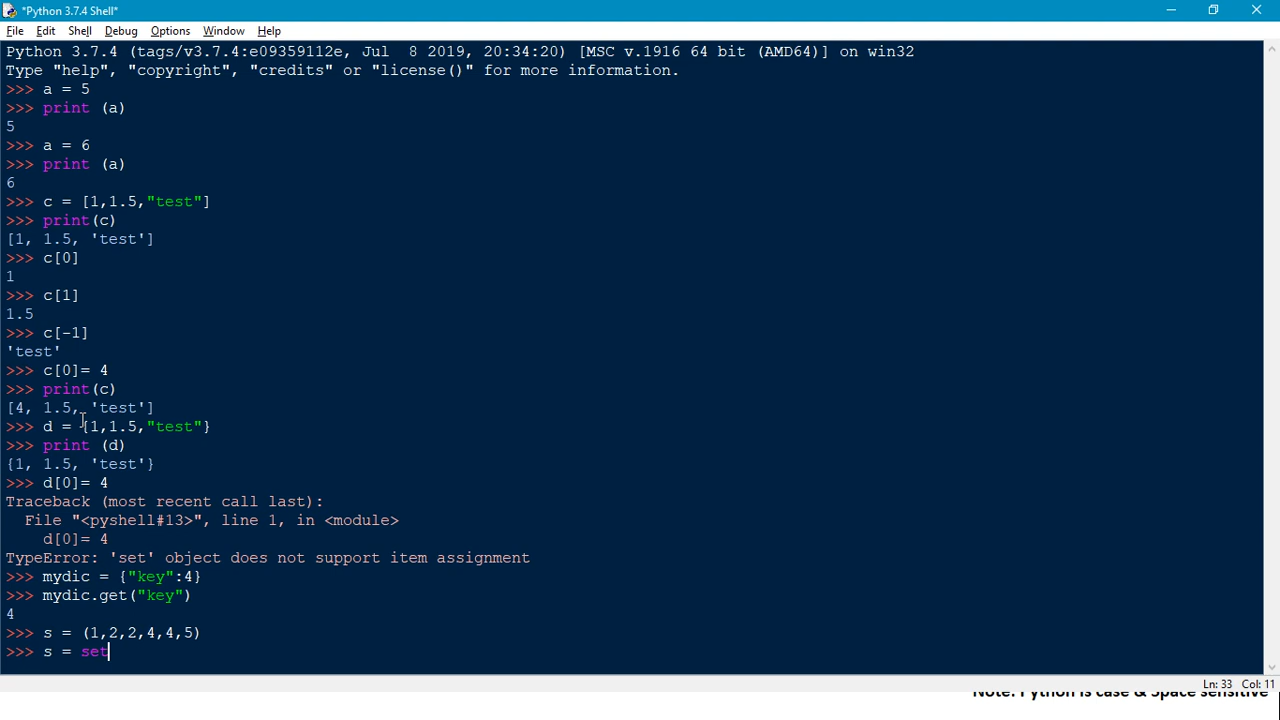 *Python 3.7.4 Shell*
File Edit Shell Debug Options Window Help
Python 3.7.4 (tags/v3.7.4:e09359112e, Jul  8 2019, 20:34:20) [MSC v.1916 64 bit (AMD64)] on win32
Type "help", "copyright", "credits" or "license()" for more information.
>>> a = 5
>>> print (a)
5
>>> a = 6
>>> print (a)
6
>>> c = [1,1.5,"test"]
>>> print(c)
[1, 1.5, 'test']
>>> c[0]
1
>>> c[1]
1.5
>>> c[-1]
'test'
>>> c[0]= 4
>>> print(c)
[4, 1.5, 'test']
>>> d = {1,1.5,"test"}
>>> print (d)
{1, 1.5, 'test'}
>>> d[0]= 4
Traceback (most recent call last):
  File "<pyshell#13>", line 1, in <module>
    d[0]= 4
TypeError: 'set' object does not support item assignment
>>> mydic = {"key":4}
>>> mydic.get("key")
4
>>> s = (1,2,2,4,4,5)
>>> s = set
Ln: 33 Col: 11
Note: Python is case & Space sensitive